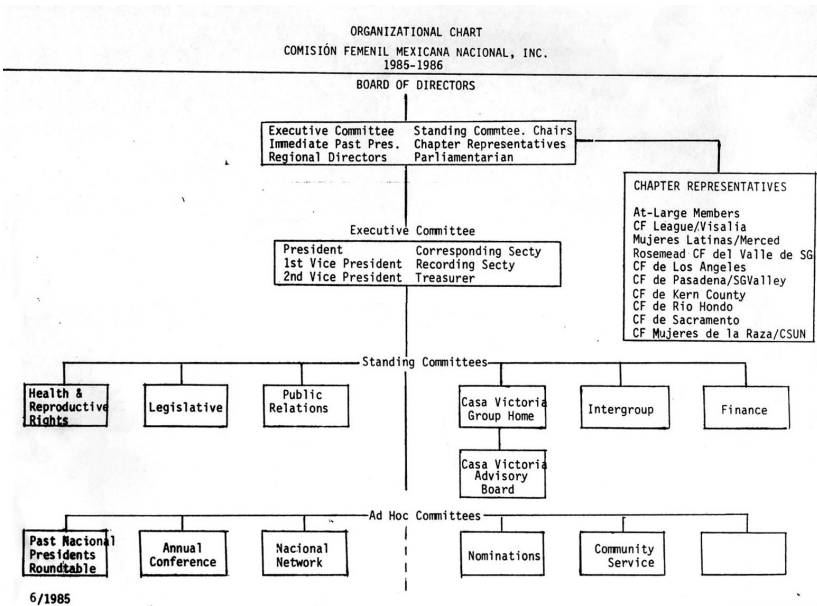 ORGANIZATIONAL CHART
COMISIÓN FEMENIL MEXICANA NACIONAL, INC.
1985-1986
BOARD OF DIRECTORS
Executive Committee Standing Commtee. Chairs
Immediate Past Pres. Chapter Representatives
Regional Directors Parliamentarian
CHAPTER REPRESENTATIVES
At-Large Members
CF League/Visalia
Mujeres Latinas/Merced
Rosemead CF del Valle de SG
CF de Los Angeles
CF de Pasadena/SGValley
CF de Kern County
CF de Rio Hondo
CF de Sacramento
CF Mujeres de la Raza/CSUN
Executive Committee
President Corresponding Secty
1st Vice President Recording Secty
2nd Vice President Treasurer
Standing Committees
Health &
Reproductive
Rights
Legislative
Public
Relations
Casa Victoria
Group Home
Intergroup
Finance
Casa Victoria
Advisory
Board
Ad Hoc Committees
Past Nacional
Presidents
Roundtable
Annual
Conference
Nacional
Network
Nominations
Community
Service
6/1985